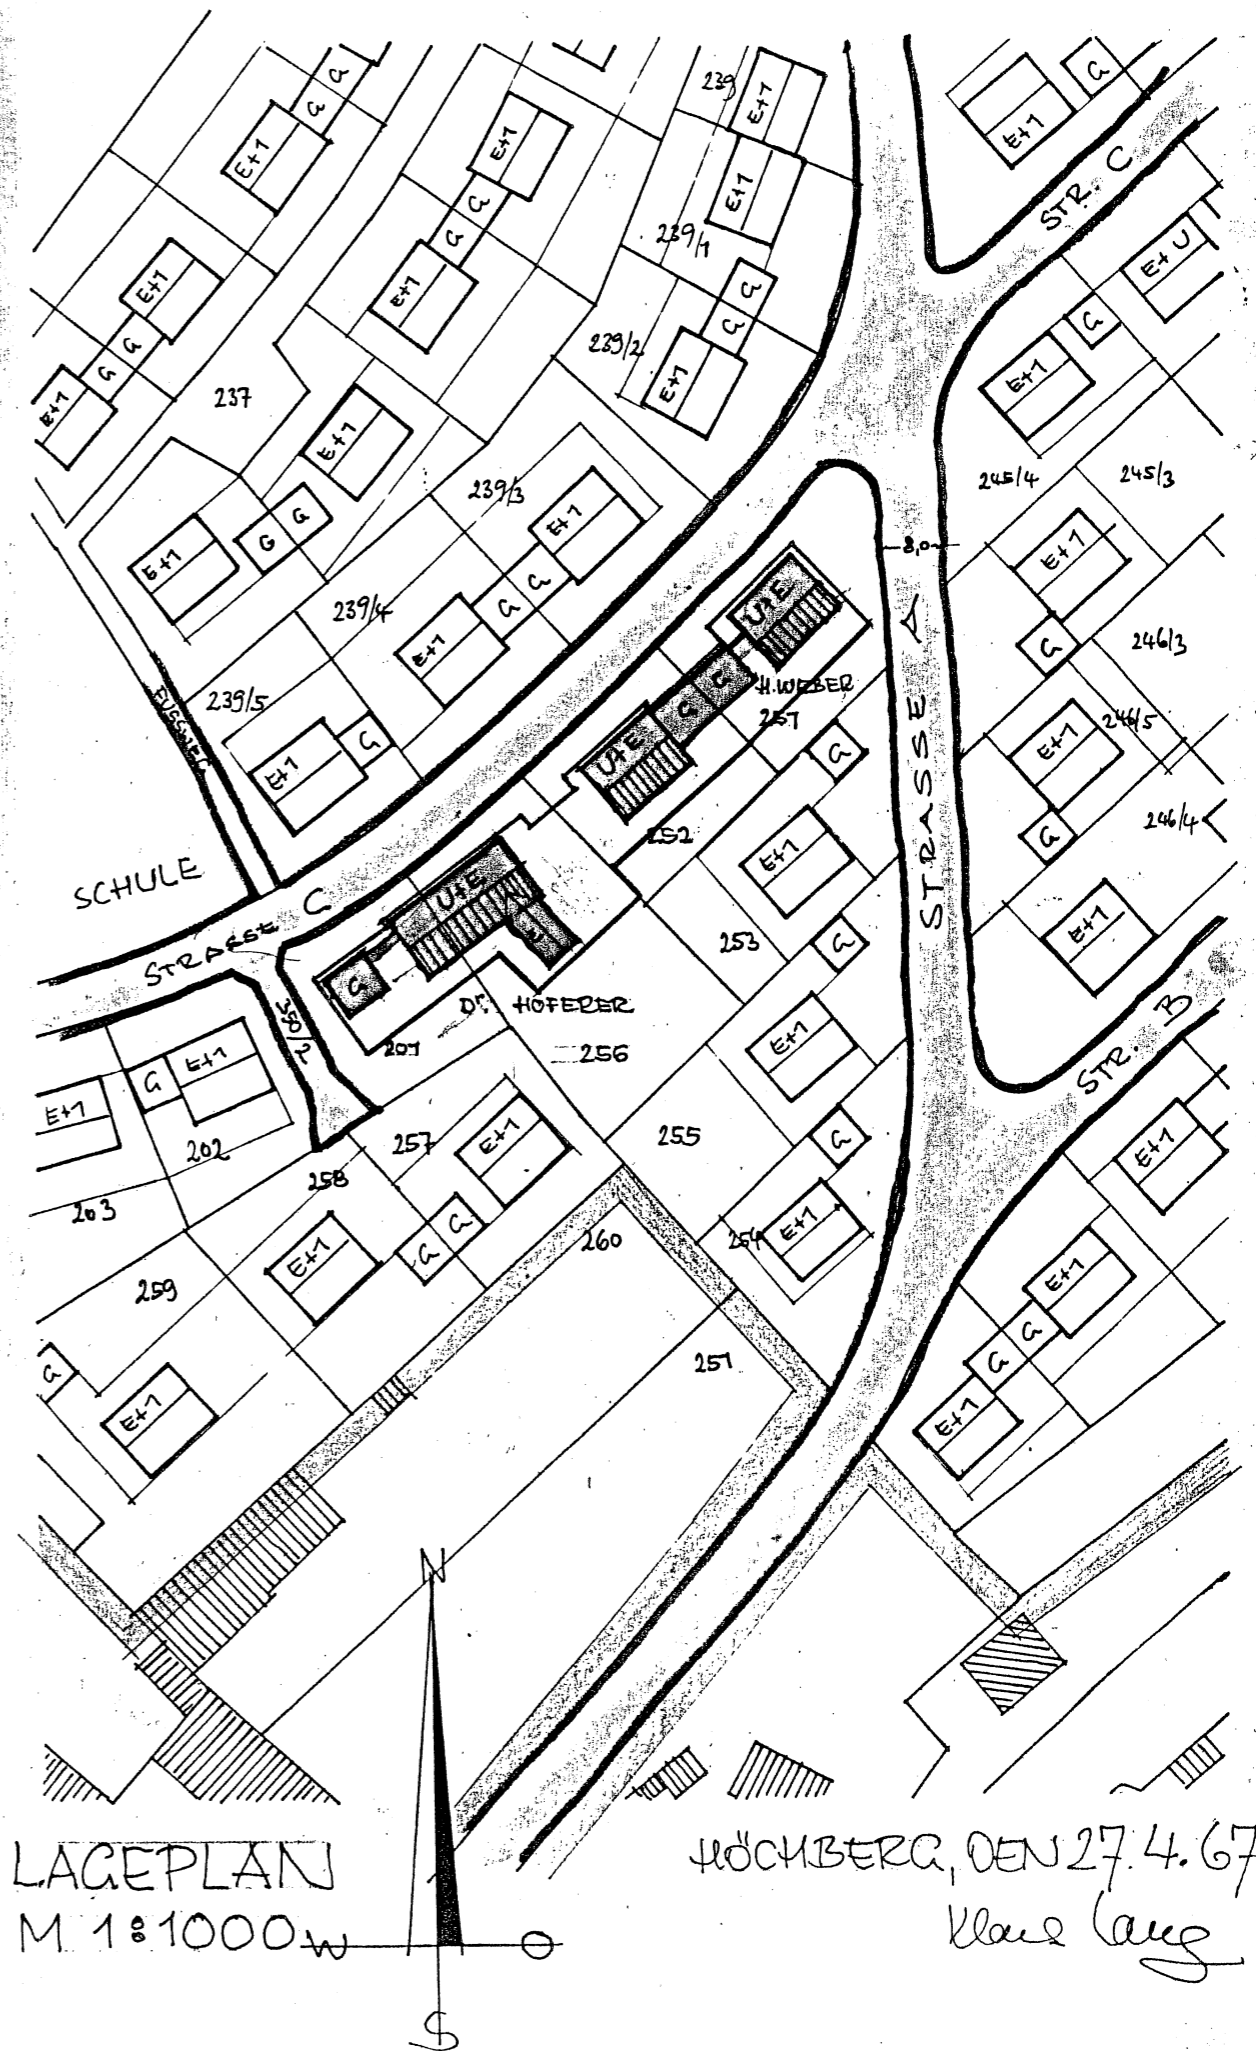 G
G
E+1
E+1
239
E+1
G
E+1
STR. C
E+1
G
G
239/1
E+U
E+1
E+1
G
G
E+1
G
G
239/2
E+1
G
E+1
237
E+1
E+1
239/3
245/4
245/3
E+1
G
G
E+1
8,0
E+1
239/4
G
G
E+1
U+E
G
246/3
239/5
FUSSWEG
G
E+1
G
G
H. WEBER
251
U+E
G
E+1
246/5
252
E+1
G
246/4
STRASSE A
SCHULE
STRASSE C
U+E
253
G
E+1
G
350/2
Dr. HÖFERER
201
256
E+1
STR. B
E+1
G
E+1
202
203
257
E+1
255
G
E+1
258
254
E+1
259
E+1
G
G
260
E+1
G
G
E+1
G
E+1
251
N
LAGEPLAN
M 1:1000
W
O
S
HÖCHBERG, DEN 27.4.67
Klaus Lang